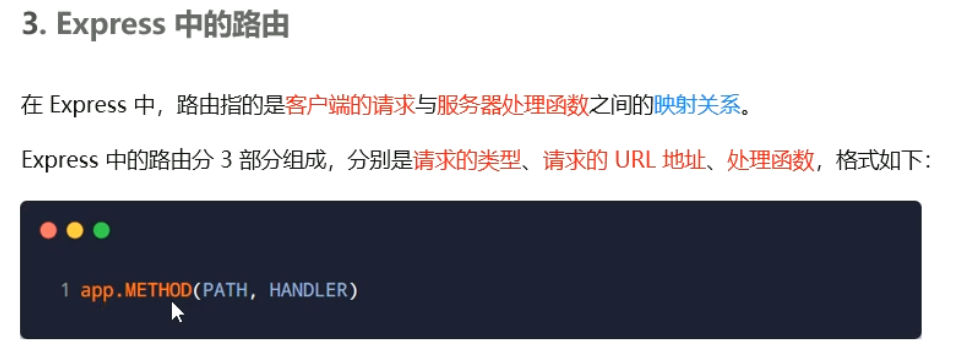 3. Express 中的路由
在 Express 中，路由指的是客户端的请求与服务器处理函数之间的映射关系。
Express 中的路由分 3 部分组成，分别是请求的类型、请求的 URL 地址、处理函数，格式如下：
1 app.METHOD(PATH, HANDLER)